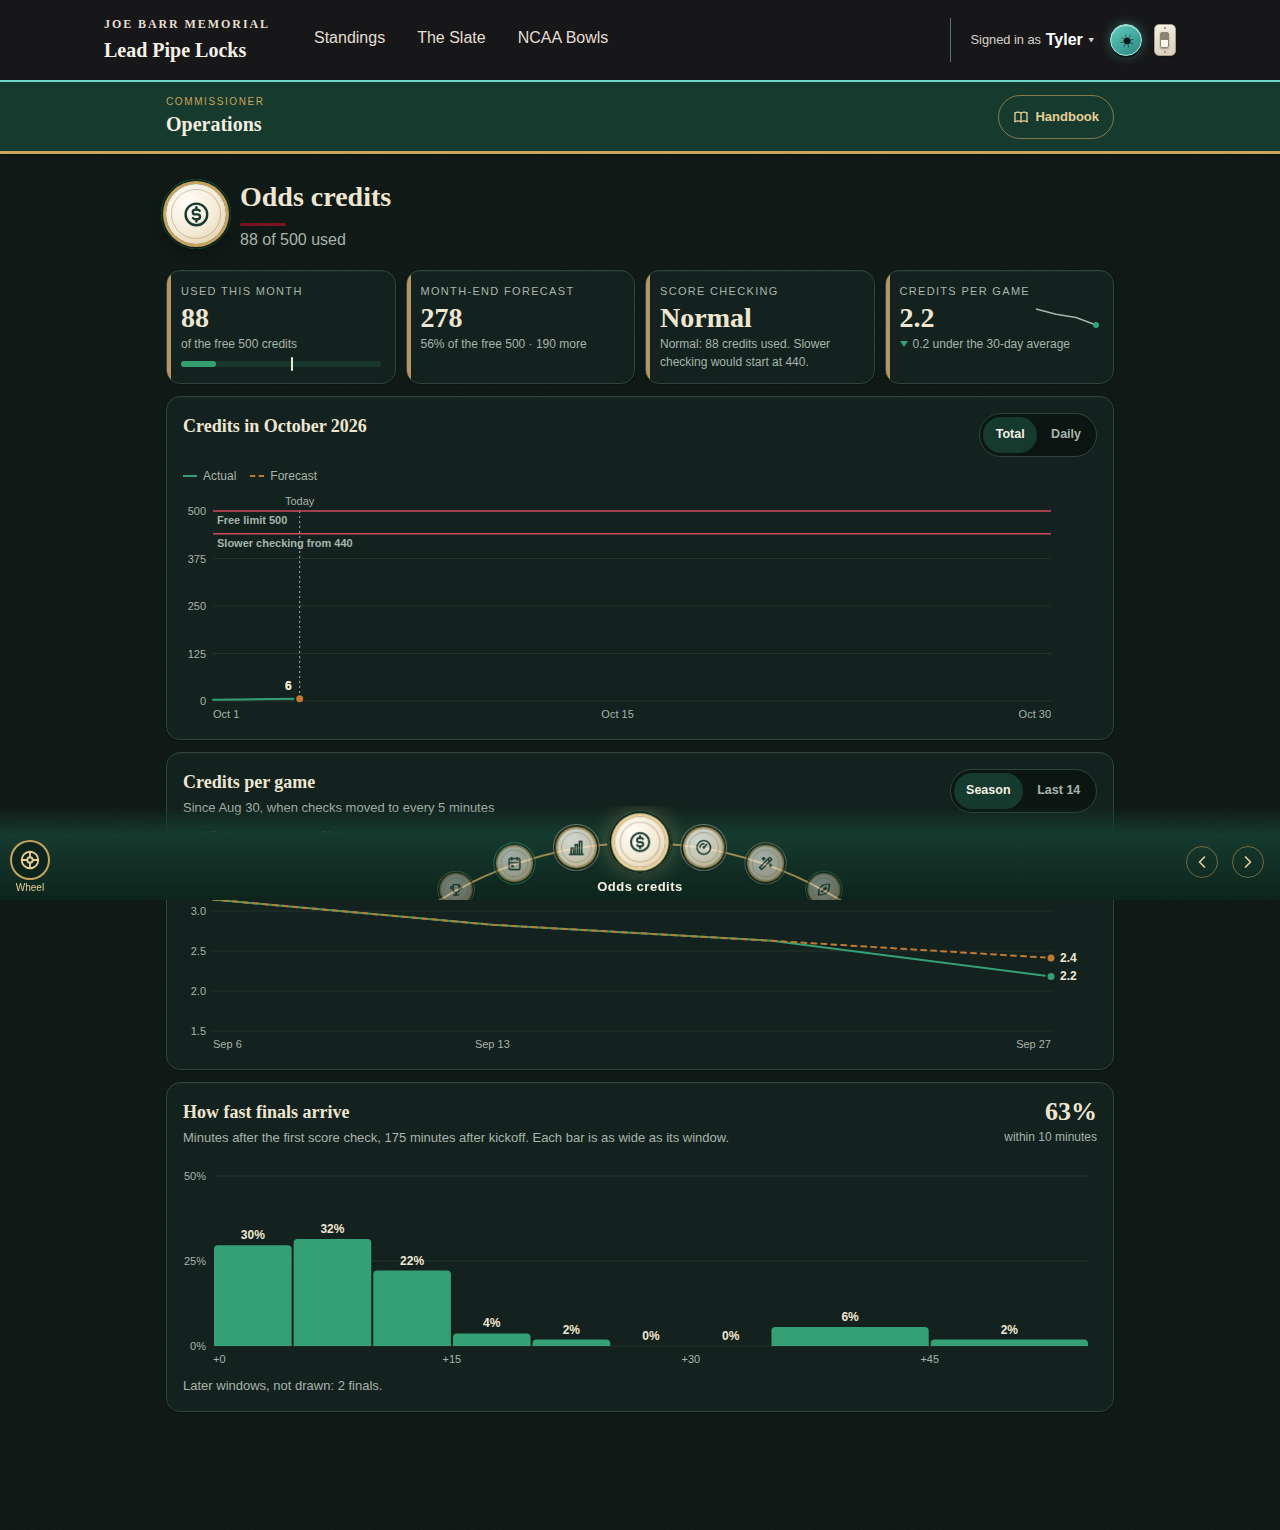 JOE BARR MEMORIAL
Lead Pipe Locks
Standings
The Slate
NCAA Bowls
Signed in as Tyler ▾
COMMISSIONER
Operations
Handbook
Odds credits
88 of 500 used
USED THIS MONTH
88
of the free 500 credits
MONTH-END FORECAST
278
56% of the free 500 · 190 more
SCORE CHECKING
Normal
Normal: 88 credits used. Slower
checking would start at 440.
CREDITS PER GAME
2.2
0.2 under the 30-day average
Credits in October 2026
Total
Daily
Actual
Forecast
Today
500
Free limit 500
Slower checking from 440
375
250
125
6
0
Oct 1
Oct 15
Oct 30
Credits per game
Since Aug 30, when checks moved to every 5 minutes
Season
Last 14
Wheel
Odds credits
3.0
2.5
2.4
2.2
2.0
1.5
Sep 6
Sep 13
Sep 27
How fast finals arrive
63%
Minutes after the first score check, 175 minutes after kickoff. Each bar is as wide as its window.
within 10 minutes
50%
30%
32%
22%
25%
4%
2%
0%
0%
6%
2%
0%
+0
+15
+30
+45
Later windows, not drawn: 2 finals.